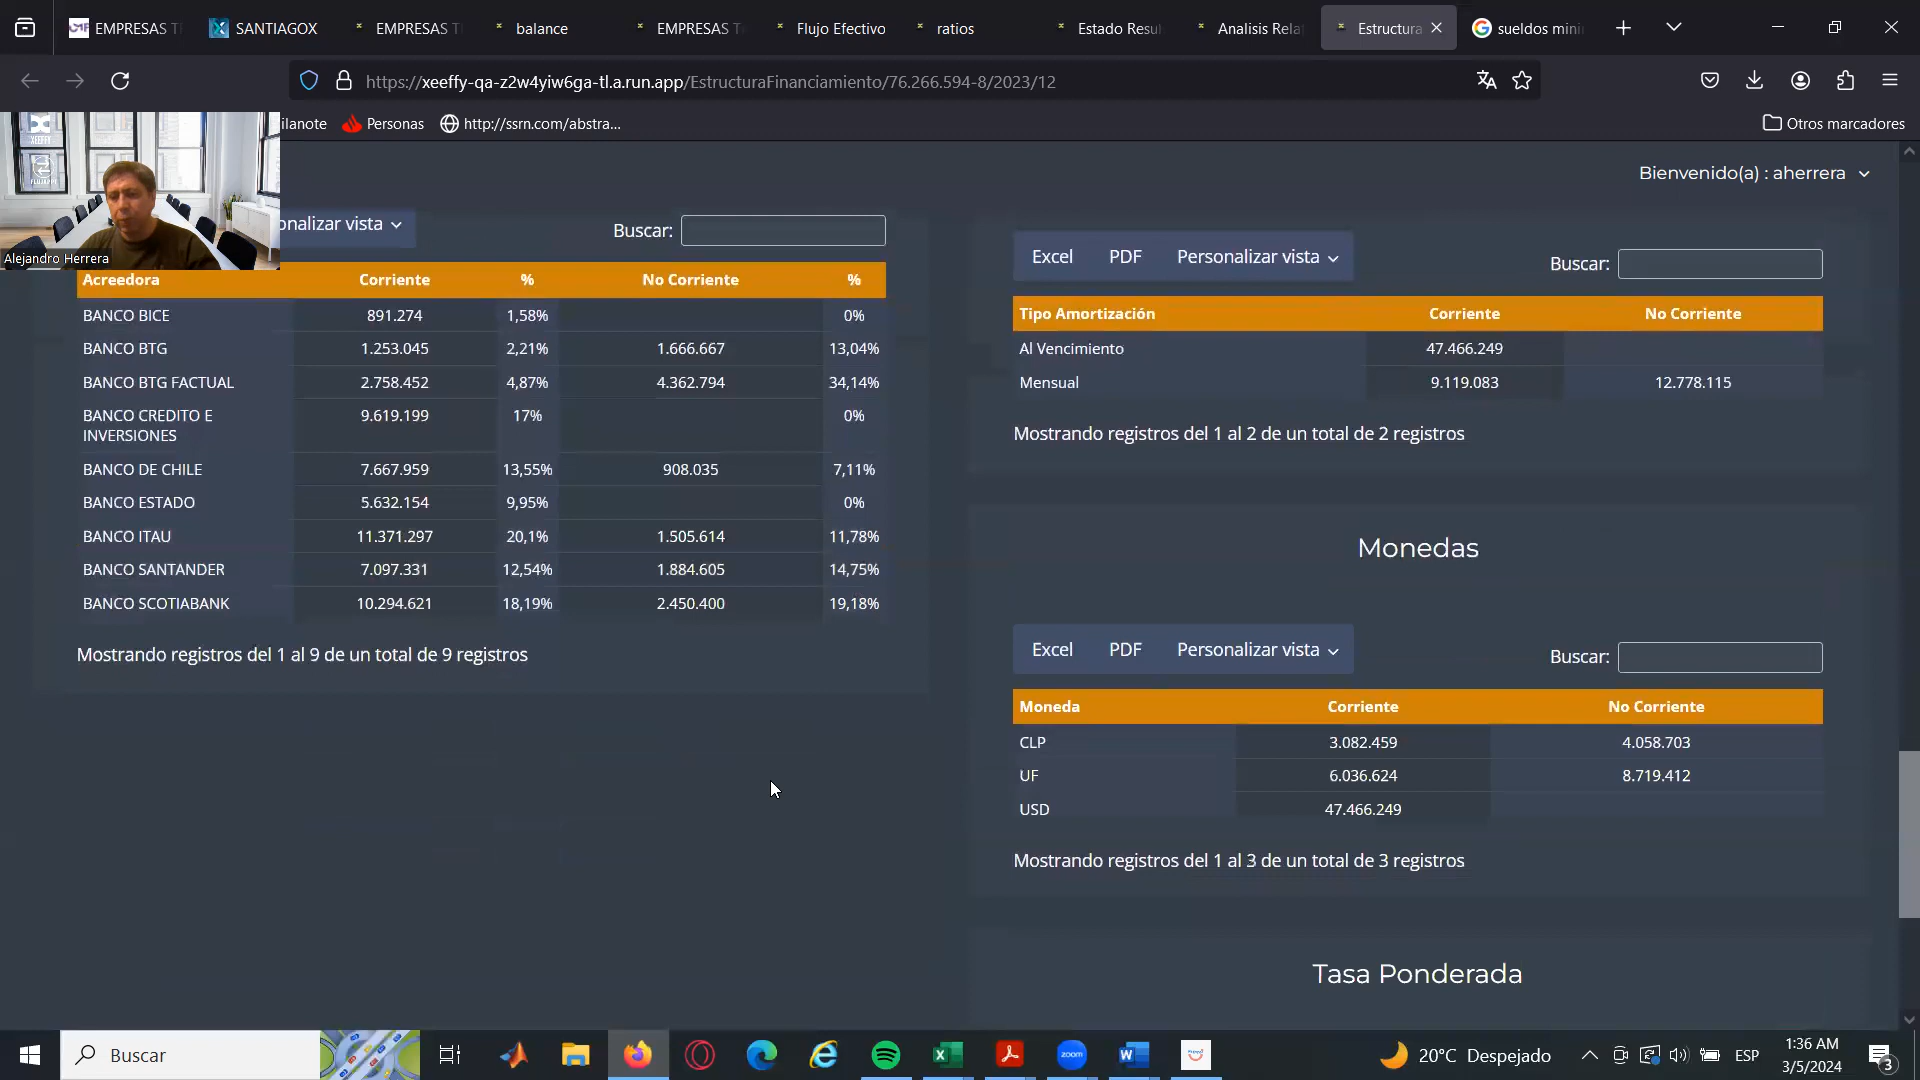 EMPRESAS T
SANTIAGOX
EMPRESAS T
balance
EMPRESAS T
Flujo Efectivo
ratios
Estado Resul
Analisis Rela
Estructura
sueldos mini
https://xeeffy-qa-z2w4yiw6ga-tl.a.run.app/EstructuraFinanciamiento/76.266.594-8/2023/12
ilanote
Personas
http://ssrn.com/abstra...
Otros marcadores
Bienvenido(a) : aherrera
XEEFFY
Alejandro Herrera
onalizar vista
Buscar:
Acreedora Corriente % No Corriente %
BANCO BICE 891.274 1,58% 0%
BANCO BTG 1.253.045 2,21% 1.666.667 13,04%
BANCO BTG FACTUAL 2.758.452 4,87% 4.362.794 34,14%
BANCO CREDITO E 9.619.199 17% 0%
INVERSIONES
BANCO DE CHILE 7.667.959 13,55% 908.035 7,11%
BANCO ESTADO 5.632.154 9,95% 0%
BANCO ITAU 11.371.297 20,1% 1.505.614 11,78%
BANCO SANTANDER 7.097.331 12,54% 1.884.605 14,75%
BANCO SCOTIABANK 10.294.621 18,19% 2.450.400 19,18%
Mostrando registros del 1 al 9 de un total de 9 registros
Excel PDF Personalizar vista
Buscar:
Tipo Amortización Corriente No Corriente
Al Vencimiento 47.466.249
Mensual 9.119.083 12.778.115
Mostrando registros del 1 al 2 de un total de 2 registros
Monedas
Excel PDF Personalizar vista
Buscar:
Moneda Corriente No Corriente
CLP 3.082.459 4.058.703
UF 6.036.624 8.719.412
USD 47.466.249
Mostrando registros del 1 al 3 de un total de 3 registros
Tasa Ponderada
Buscar
zoom
20°C Despejado
ESP
1:36 AM
3/5/2024
3